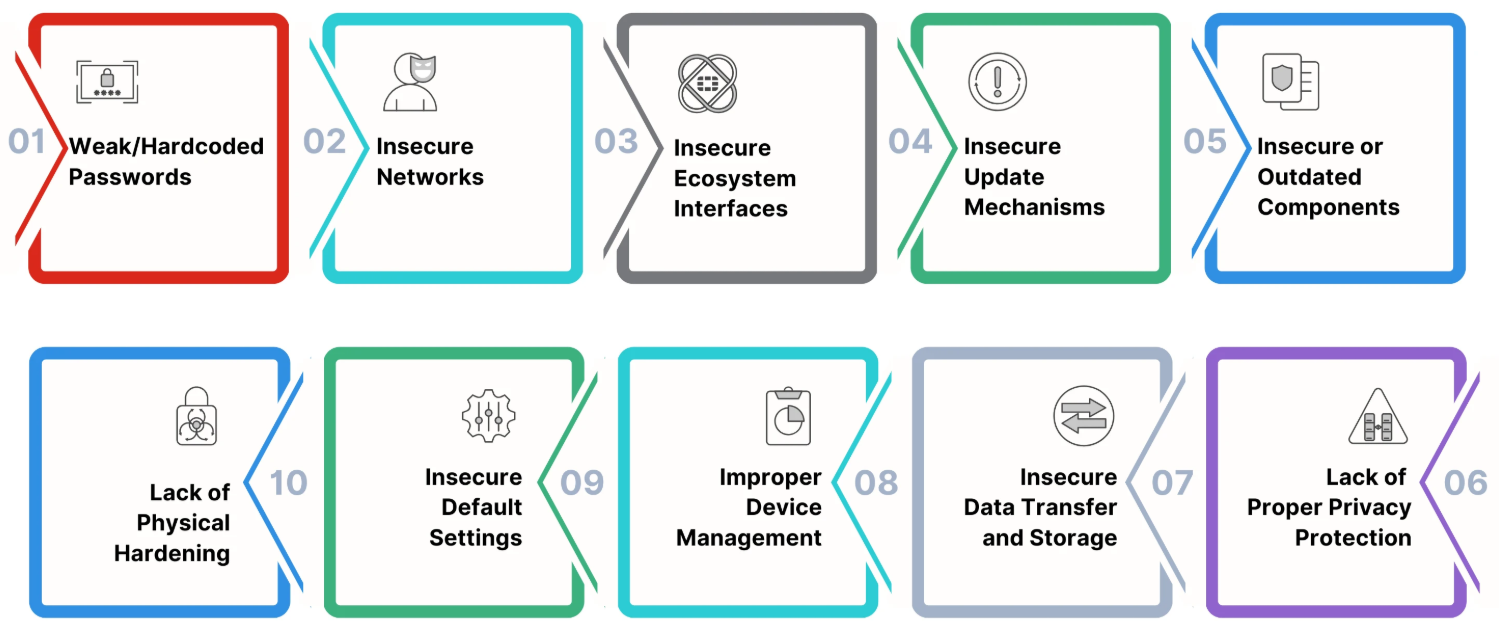 01
Weak/Hardcoded
Passwords
02
Insecure
Networks
03
Insecure
Ecosystem
Interfaces
04
Insecure
Update
Mechanisms
05
Insecure or
Outdated
Components
06
Lack of
Proper Privacy
Protection
07
Insecure
Data Transfer
and Storage
08
Improper
Device
Management
09
Insecure
Default
Settings
10
Lack of
Physical
Hardening